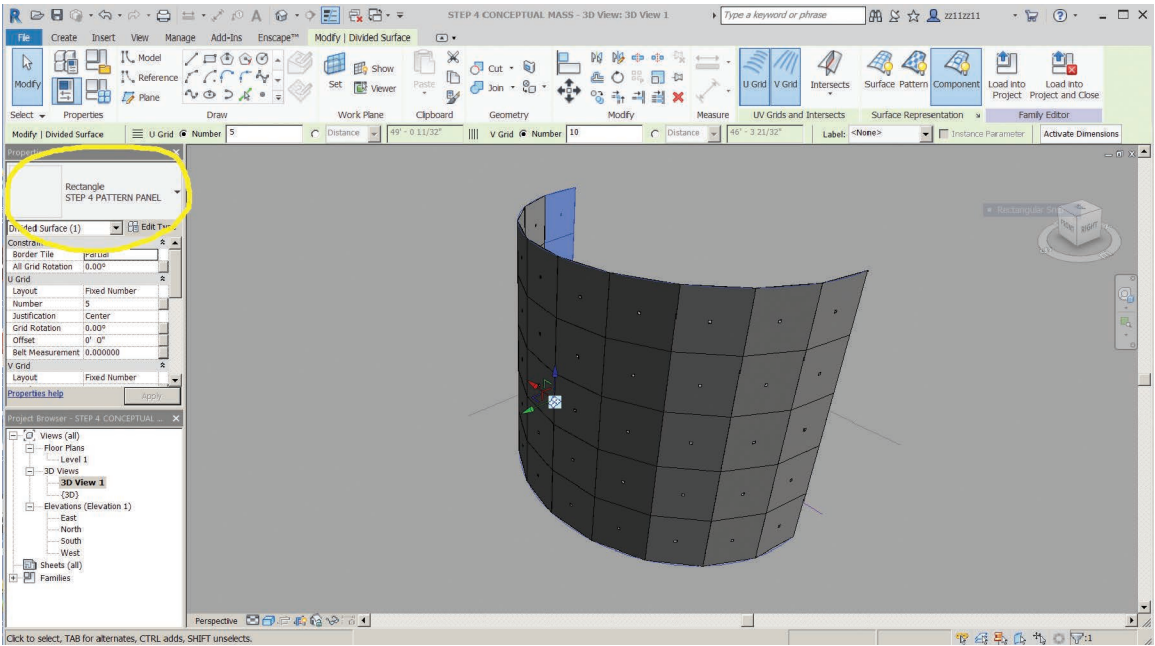 STEP 4 CONCEPTUAL MASS - 3D View: 3D View 1
Type a keyword or phrase
zz11zz11
File Create Insert View Manage Add-Ins Enscape™ Modify | Divided Surface
Modify
Model
Reference
Plane
Set
Show
Viewer
Paste
Cut
Join
U Grid
V Grid
Intersects
Surface
Pattern
Component
Load into Project
Load into Project and Close
Select Properties Draw Work Plane Clipboard Geometry Modify Measure UV Grids and Intersects Surface Representation Family Editor
Modify | Divided Surface U Grid Number 5 Distance 49' - 0 11/32" V Grid Number 10 Distance 46' - 3 21/32" Label: <None> Instance Parameter Activate Dimensions
Properties
Rectangle
STEP 4 PATTERN PANEL
Divided Surface (1) Edit
Border Tile Partial
All Grid Rotation 0.00°
U Grid
Layout Fixed Number
Number 5
Justification Center
Grid Rotation 0.00°
Offset 0' 0"
Belt Measurement 0.000000
V Grid
Layout Fixed Number
Properties help Apply
Project Browser - STEP 4 CONCEPTUAL ...
Views (all)
Floor Plans
Level 1
3D Views
3D View 1
{3D}
Elevations (Elevation 1)
East
North
South
West
Sheets (all)
Families
RIGHT
Perspective
Click to select, TAB for alternates, CTRL adds, SHIFT unselects.
:1